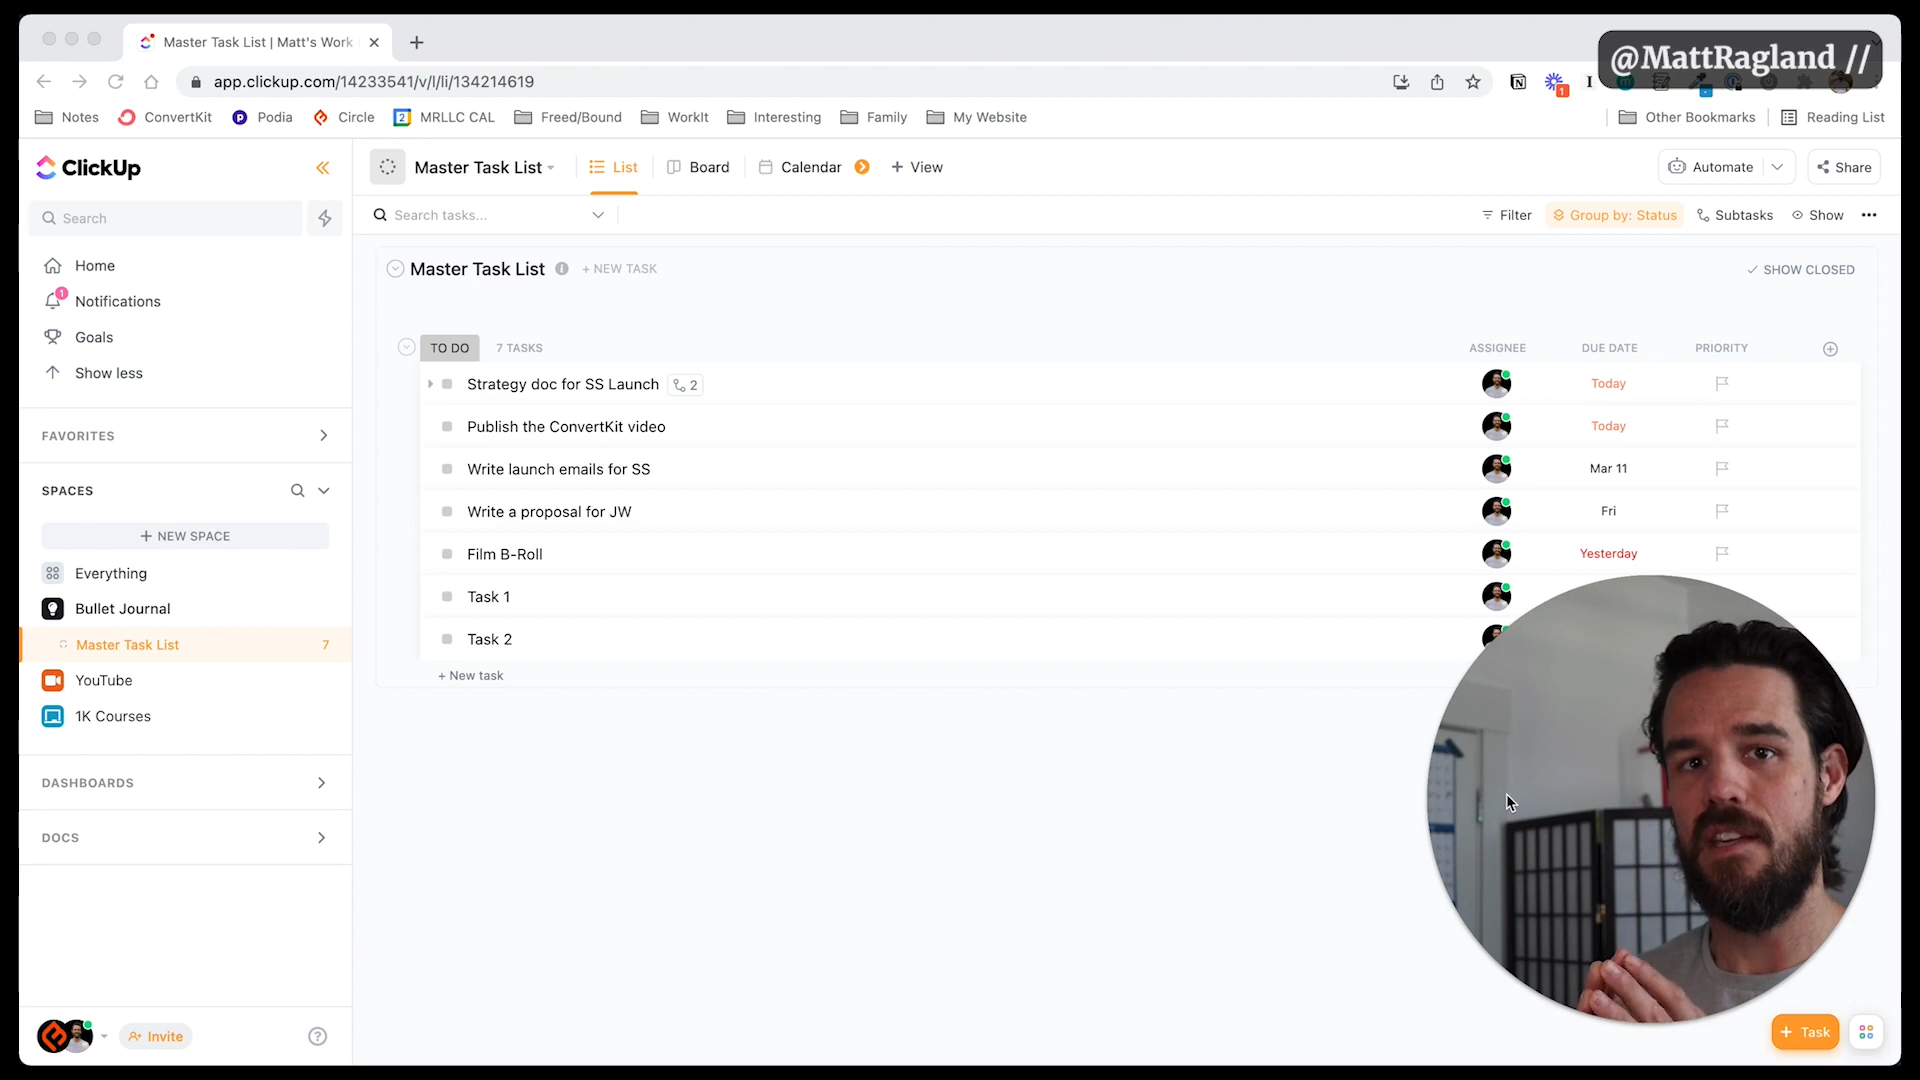 Master Task List | Matt's Work
@MattRagland //
app.clickup.com/14233541/v/l/li/134214619
1
Notes
ConvertKit
Podia
Circle
2
MRLLC CAL
Freed/Bound
WorkIt
Interesting
Family
My Website
Other Bookmarks
Reading List
ClickUp
Search
Home
1
Notifications
Goals
Show less
FAVORITES
SPACES
+ NEW SPACE
Everything
Bullet Journal
Master Task List 7
YouTube
1K Courses
DASHBOARDS
DOCS
Invite
Master Task List
List
Board
Calendar
+ View
Automate
Share
Search tasks...
Filter
Group by: Status
Subtasks
Show
Master Task List
+ NEW TASK
SHOW CLOSED
TO DO 7 TASKS ASSIGNEE DUE DATE PRIORITY
Strategy doc for SS Launch 2 Today
Publish the ConvertKit video Today
Write launch emails for SS Mar 11
Write a proposal for JW Fri
Film B-Roll Yesterday
Task 1
Task 2
+ New task
+ Task